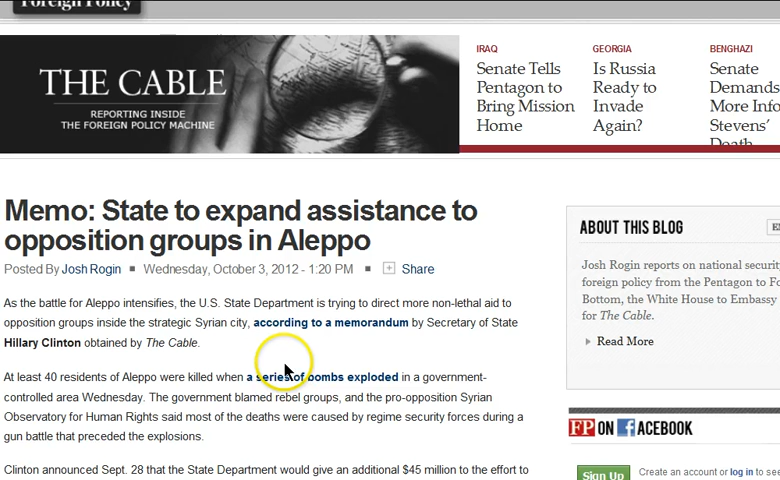 Foreign Policy
THE CABLE
REPORTING INSIDE
THE FOREIGN POLICY MACHINE
IRAQ
Senate Tells
Pentagon to
Bring Mission
Home
GEORGIA
Is Russia
Ready to
Invade
Again?
BENGHAZI
Senate
Demands
More Info
Stevens'
Death
Memo: State to expand assistance to
opposition groups in Aleppo
Posted By Josh Rogin ■ Wednesday, October 3, 2012 - 1:20 PM ■ Share
As the battle for Aleppo intensifies, the U.S. State Department is trying to direct more non-lethal aid to
opposition groups inside the strategic Syrian city, according to a memorandum by Secretary of State
Hillary Clinton obtained by The Cable.
At least 40 residents of Aleppo were killed when a series of bombs exploded in a government-
controlled area Wednesday. The government blamed rebel groups, and the pro-opposition Syrian
Observatory for Human Rights said most of the deaths were caused by regime security forces during a
gun battle that preceded the explosions.
Clinton announced Sept. 28 that the State Department would give an additional $45 million to the effort to
ABOUT THIS BLOG
Josh Rogin reports on national security
foreign policy from the Pentagon to Fo
Bottom, the White House to Embassy
for The Cable.
Read More
FP ON FACEBOOK
Sign Up
Create an account or log in to see